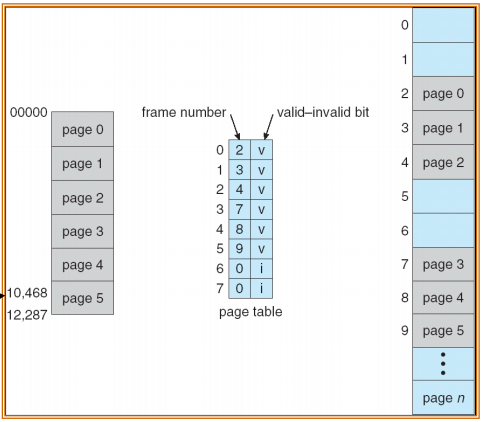 00000
page 0
page 1
page 2
page 3
page 4
page 5
10,468
12,287
frame number
valid–invalid bit
0 2 v
1 3 v
2 4 v
3 7 v
4 8 v
5 9 v
6 0 i
7 0 i
page table
0
1
2 page 0
3 page 1
4 page 2
5
6
7 page 3
8 page 4
9 page 5
page n